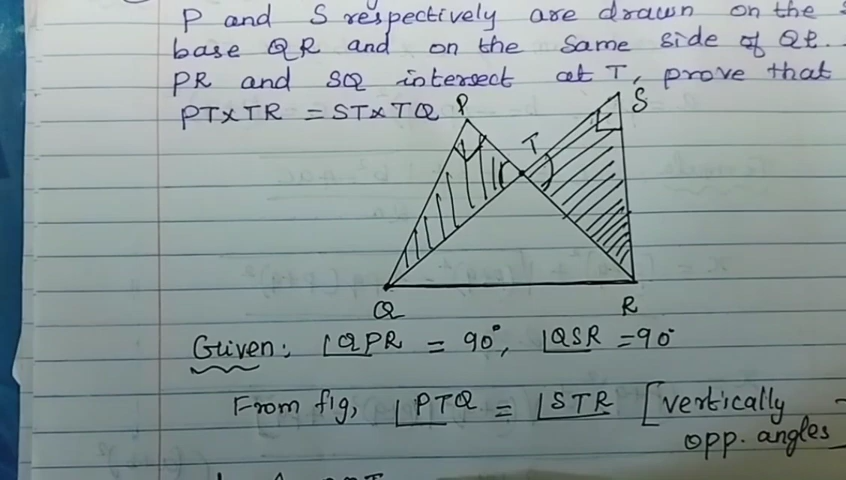 P and S respectively are drawn on the
base QR and on the same side of QR.
PR and SQ intersect at T, prove that
PT×TR = ST×TQ
P
S
T
Q
R
Given: ∠QPR = 90°, ∠QSR = 90°
From fig, ∠PTQ = ∠STR [vertically
opp. angles